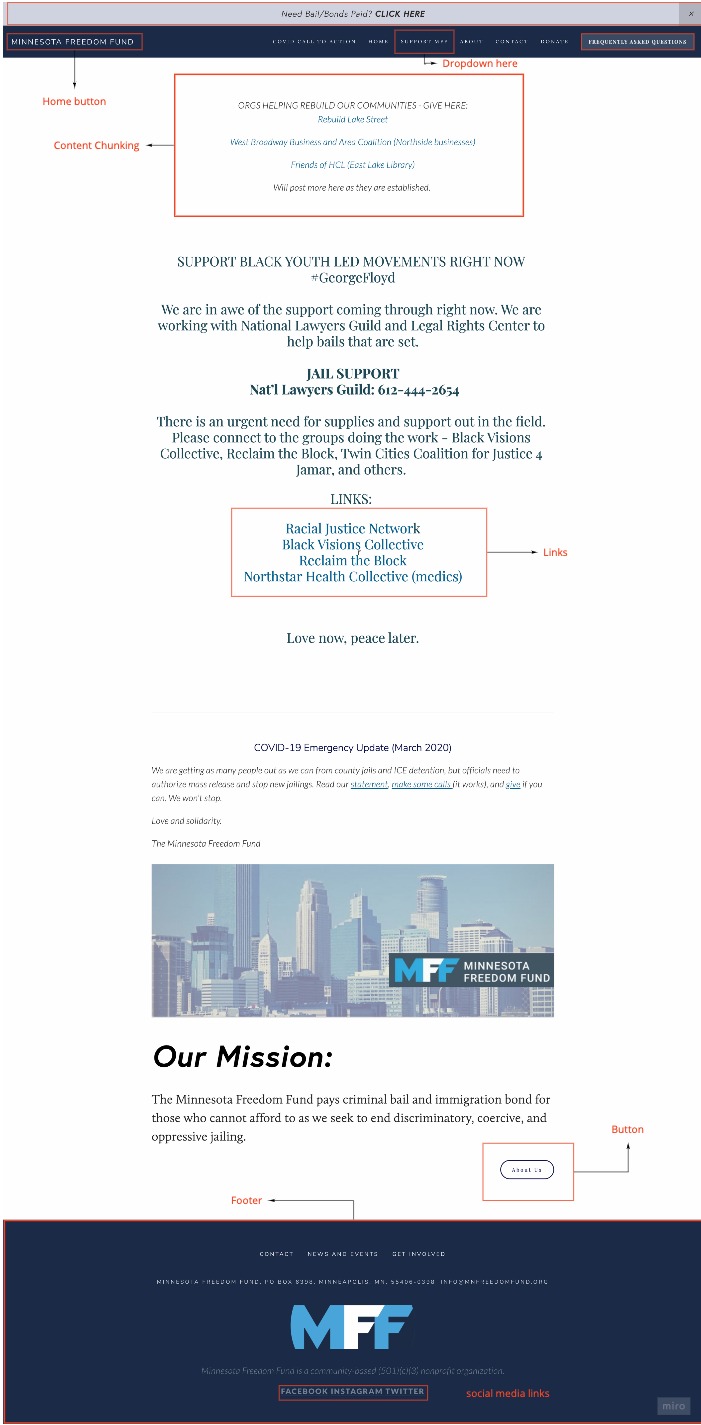 Need Bail/Bonds Paid? CLICK HERE
×
MINNESOTA FREEDOM FUND
COVID CALL TO ACTION HOME SUPPORT MFF ABOUT CONTACT DONATE FREQUENTLY ASKED QUESTIONS
Dropdown here
Home button
Content Chunking
ORGS HELPING REBUILD OUR COMMUNITIES - GIVE HERE:
Rebuild Lake Street
West Broadway Business and Area Coalition (Northside businesses)
Friends of HCL (East Lake Library)
Will post more here as they are established.
SUPPORT BLACK YOUTH LED MOVEMENTS RIGHT NOW
#GeorgeFloyd
We are in awe of the support coming through right now. We are
working with National Lawyers Guild and Legal Rights Center to
help bails that are set.
JAIL SUPPORT
Nat'l Lawyers Guild: 612-444-2654
There is an urgent need for supplies and support out in the field.
Please connect to the groups doing the work - Black Visions
Collective, Reclaim the Block, Twin Cities Coalition for Justice 4
Jamar, and others.
LINKS:
Racial Justice Network
Black Visions Collective
Reclaim the Block
Northstar Health Collective (medics)
Links
Love now, peace later.
COVID-19 Emergency Update (March 2020)
We are getting as many people out as we can from county jails and ICE detention, but officials need to
authorize mass release and stop new jailings. Read our statement, make some calls (it works), and give if you
can. We won't stop.
Love and solidarity,
The Minnesota Freedom Fund
MFF MINNESOTA
FREEDOM FUND
Our Mission:
The Minnesota Freedom Fund pays criminal bail and immigration bond for
those who cannot afford to as we seek to end discriminatory, coercive, and
oppressive jailing.
Button
About Us
Footer
CONTACT NEWS AND EVENTS GET INVOLVED
MINNESOTA FREEDOM FUND, PO BOX 6398, MINNEAPOLIS, MN, 55406-0398 INFO@MNFREEDOMFUND.ORG
MFF
Minnesota Freedom Fund is a community-based (501)(c)(3) nonprofit organization.
FACEBOOK INSTAGRAM TWITTER
social media links
miro